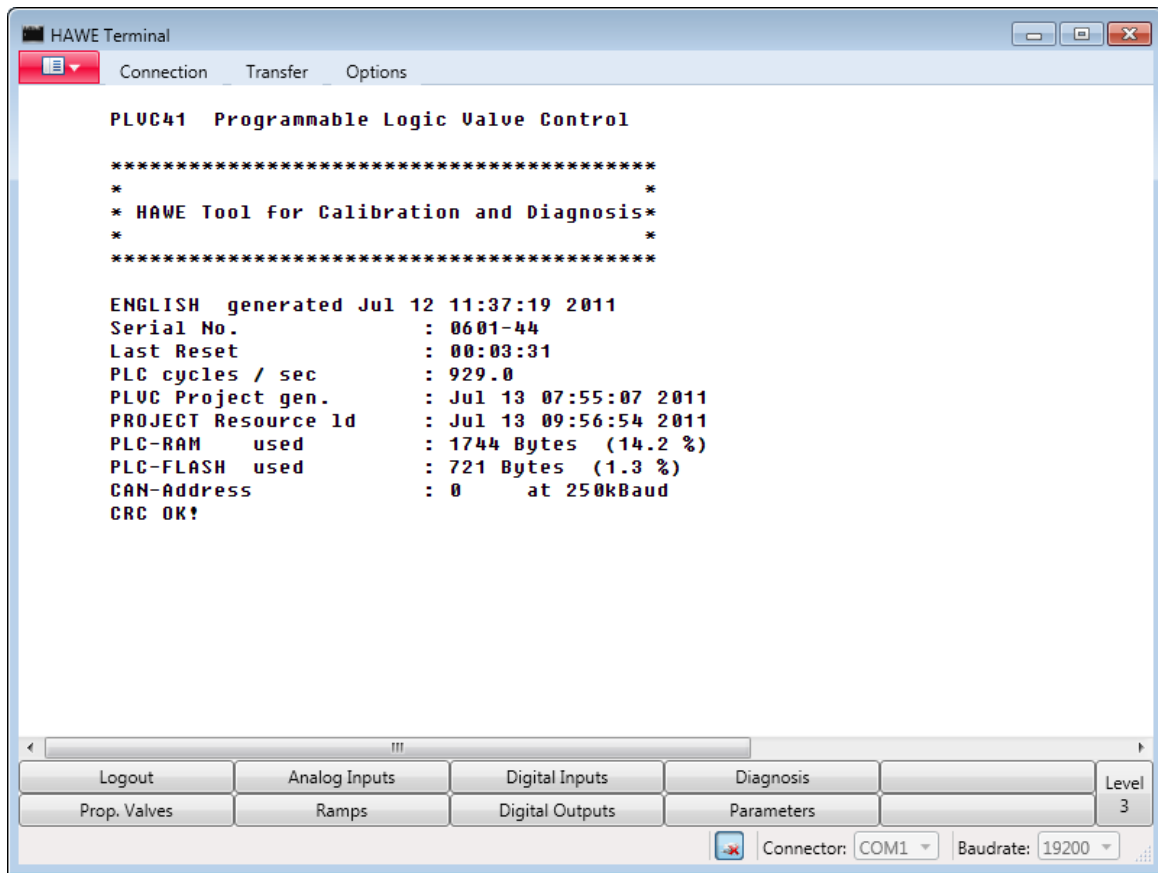 HAWE Terminal
Connection Transfer Options
PLVC41 Programmable Logic Valve Control
******************************************
* *
* HAWE Tool for Calibration and Diagnosis*
* *
******************************************
ENGLISH generated Jul 12 11:37:19 2011
Serial No. : 0601-44
Last Reset : 00:03:31
PLC cycles / sec : 929.0
PLVC Project gen. : Jul 13 07:55:07 2011
PROJECT Resource ld : Jul 13 09:56:54 2011
PLC-RAM used : 1744 Bytes (14.2 %)
PLC-FLASH used : 721 Bytes (1.3 %)
CAN-Address : 0 at 250kBaud
CRC OK!
Logout Analog Inputs Digital Inputs Diagnosis Level
Prop. Valves Ramps Digital Outputs Parameters 3
Connector: COM1 Baudrate: 19200